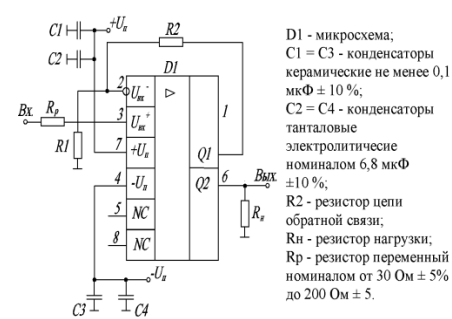 C1
+Uп
R2
C2
D1
2
Uвх-
1
Вх.
Rр
3
Uвх+
R1
7
+Uп
Q1
4
-Uп
Q2
6
Вых.
5
NC
Rн
8
NC
-Uп
C3
C4
D1 - микросхема;
C1 = C3 - конденсаторы
керамические не менее 0,1
мкФ ± 10 %;
C2 = C4 - конденсаторы
танталовые
электролитичесие
номиналом 6,8 мкФ
±10 %;
R2 - резистор цепи
обратной связи;
Rн - резистор нагрузки;
Rр - резистор переменный
номиналом от 30 Ом ± 5%
до 200 Ом ± 5.